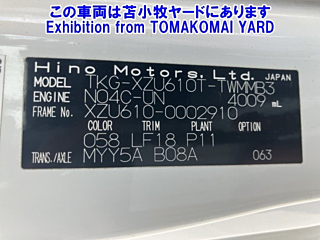 この車両は苫小牧ヤードにあります
Exhibition from TOMAKOMAI YARD
Hino Motors, Ltd. JAPAN
MODEL TKG-XZU610T-TWMMB3
ENGINE N04C-UN 4009 mL
FRAME No. XZU610-0002910
COLOR TRIM PLANT
058 LF18 P11
TRANS./AXLE MYY5A B08A 063